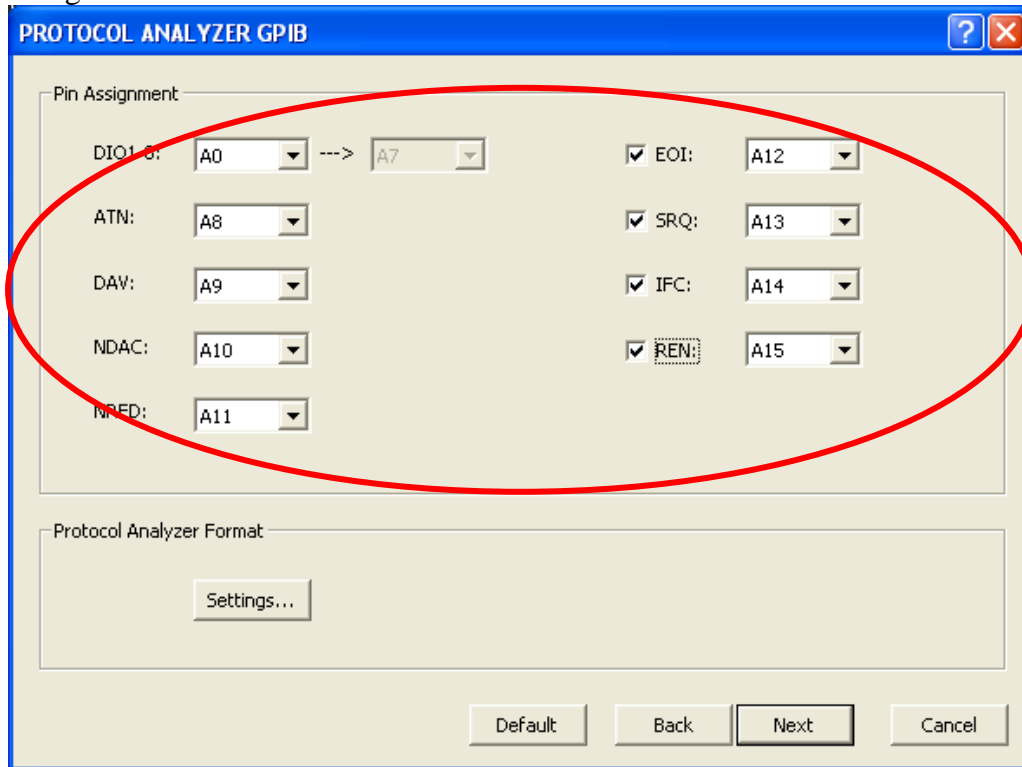 PROTOCOL ANALYZER GPIB
Pin Assignment
DIO1-8: A0 ---> A7 EOI: A12
ATN: A8 SRQ: A13
DAV: A9 IFC: A14
NDAC: A10 REN: A15
A11
Protocol Analyzer Format
Settings...
Default Back Next Cancel